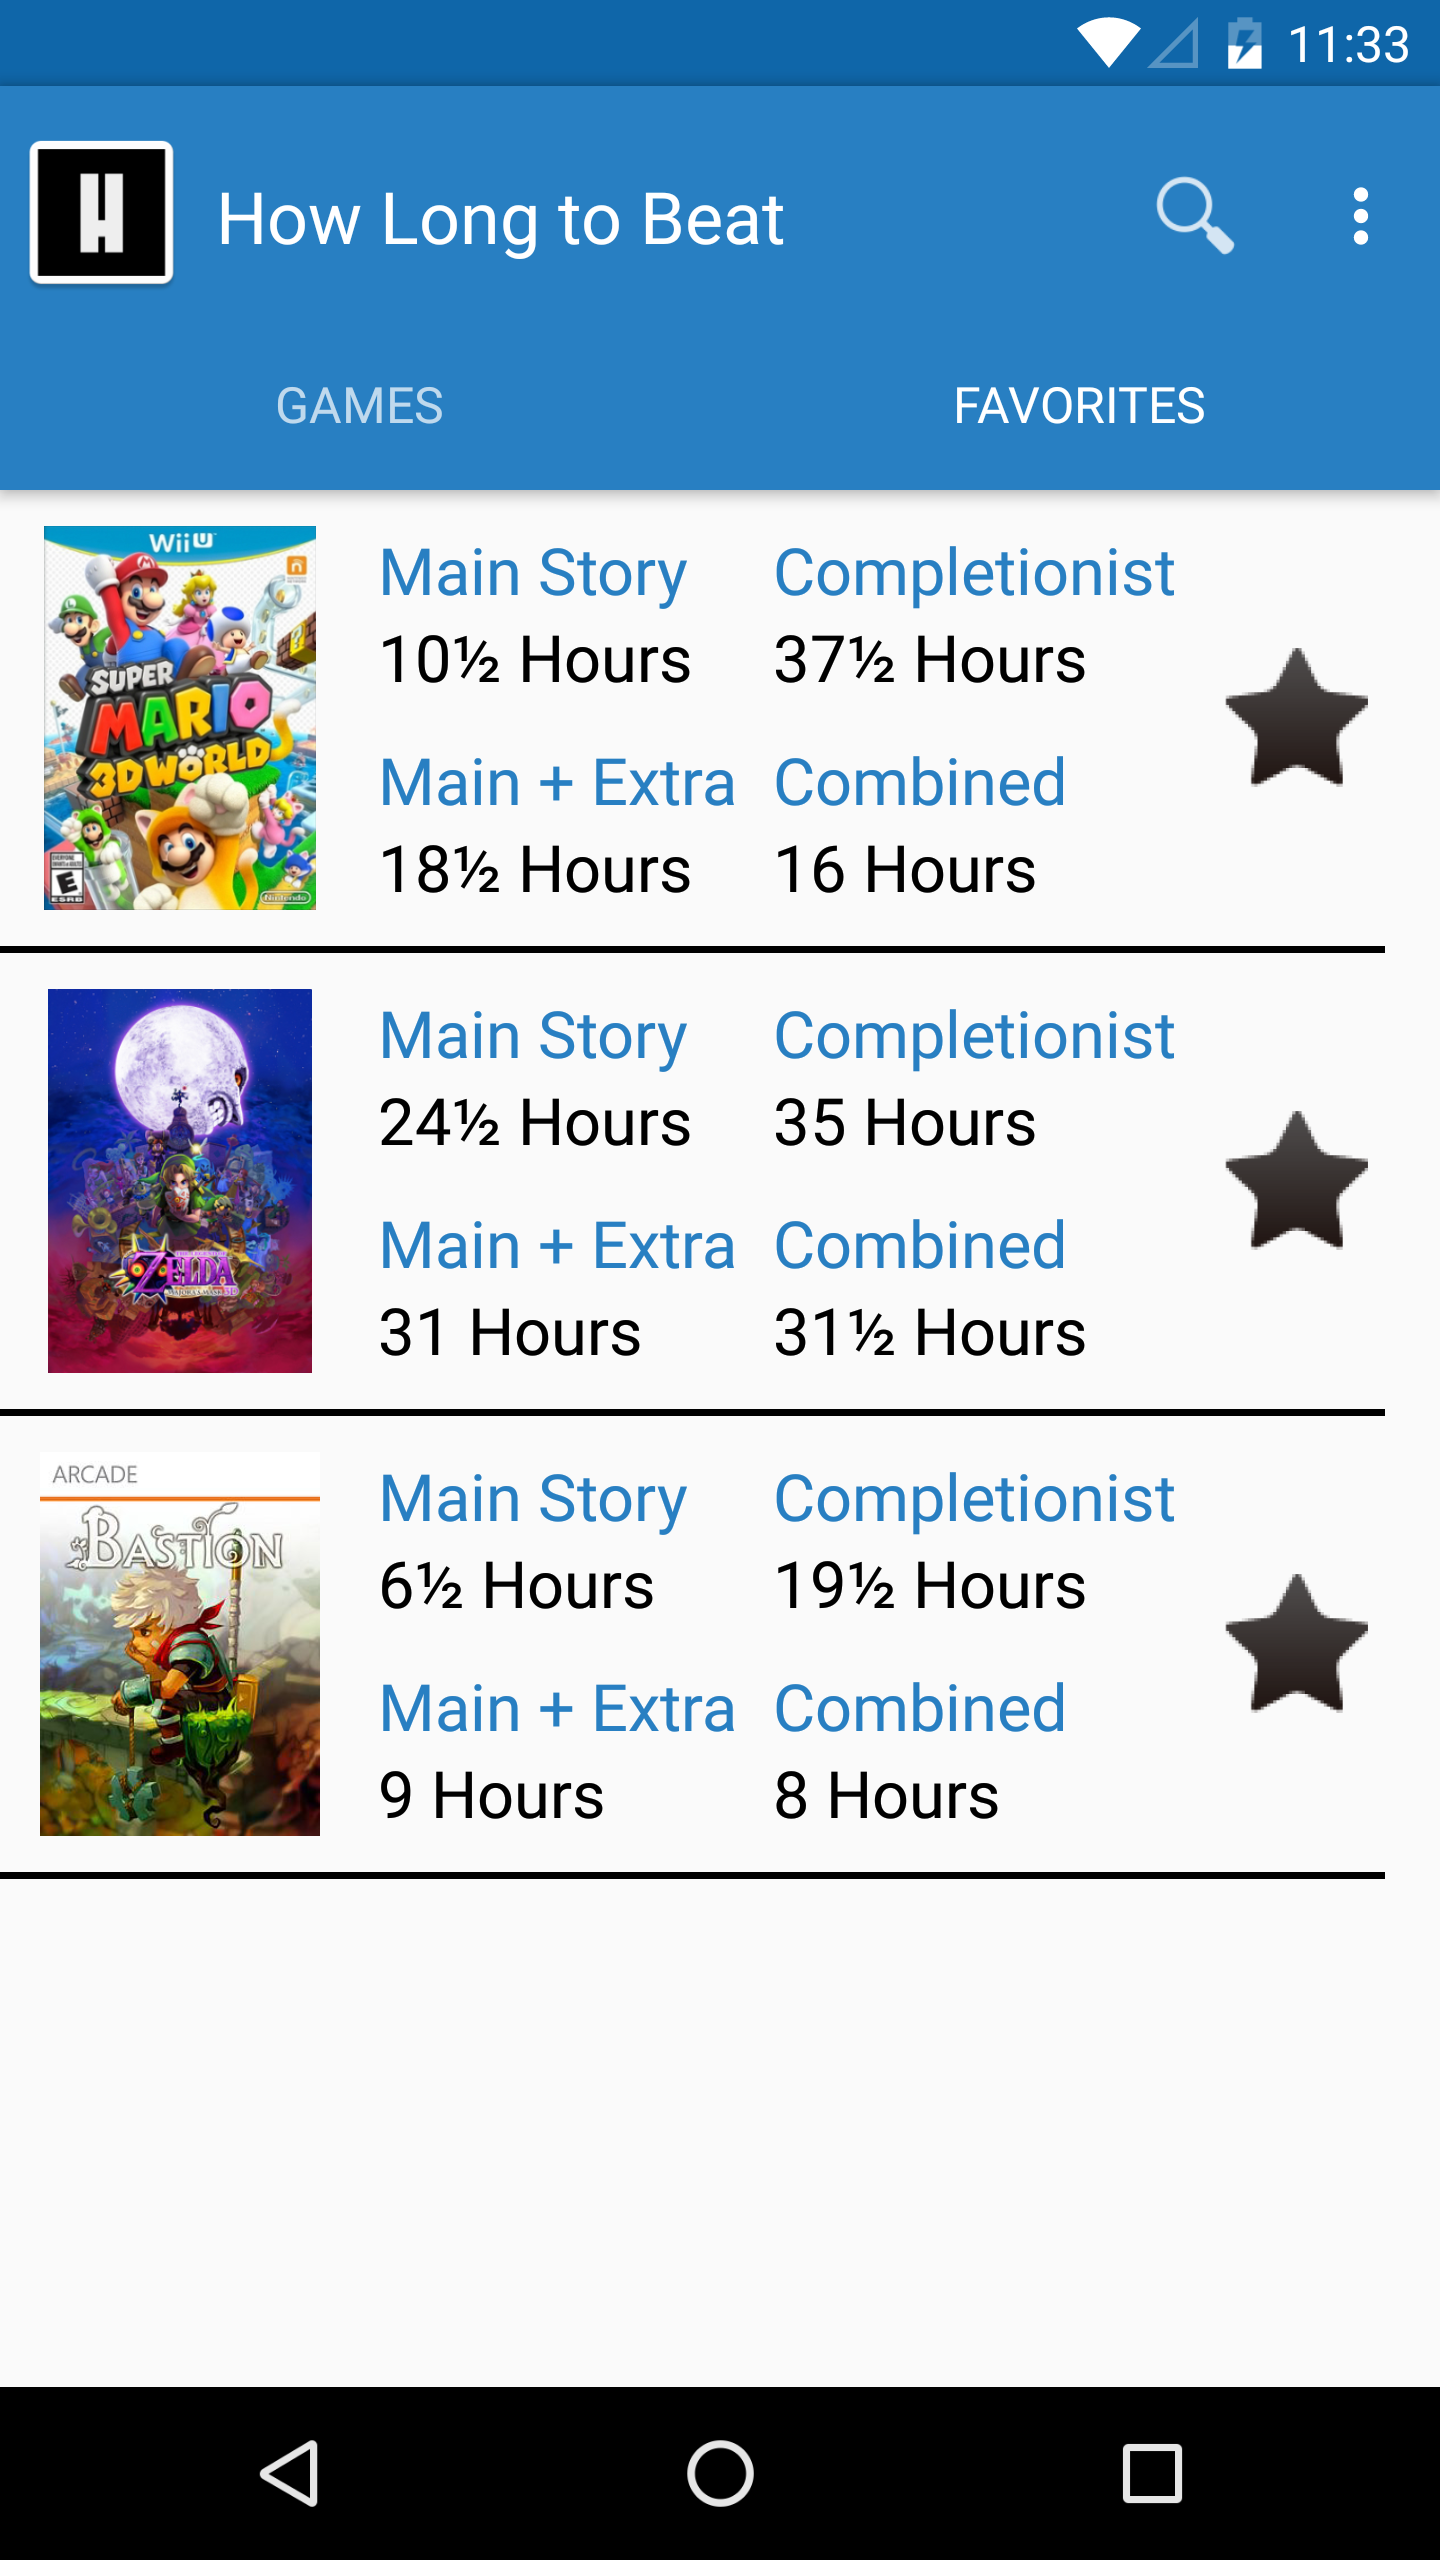 11:33
H How Long to Beat
GAMES FAVORITES
Wii U
SUPER
MARIO
3D WORLD
E
ESRB
Nintendo
Main Story Completionist
10½ Hours 37½ Hours
Main + Extra Combined
18½ Hours 16 Hours
ZELDA
Main Story Completionist
24½ Hours 35 Hours
Main + Extra Combined
31 Hours 31½ Hours
ARCADE
BASTION
Main Story Completionist
6½ Hours 19½ Hours
Main + Extra Combined
9 Hours 8 Hours